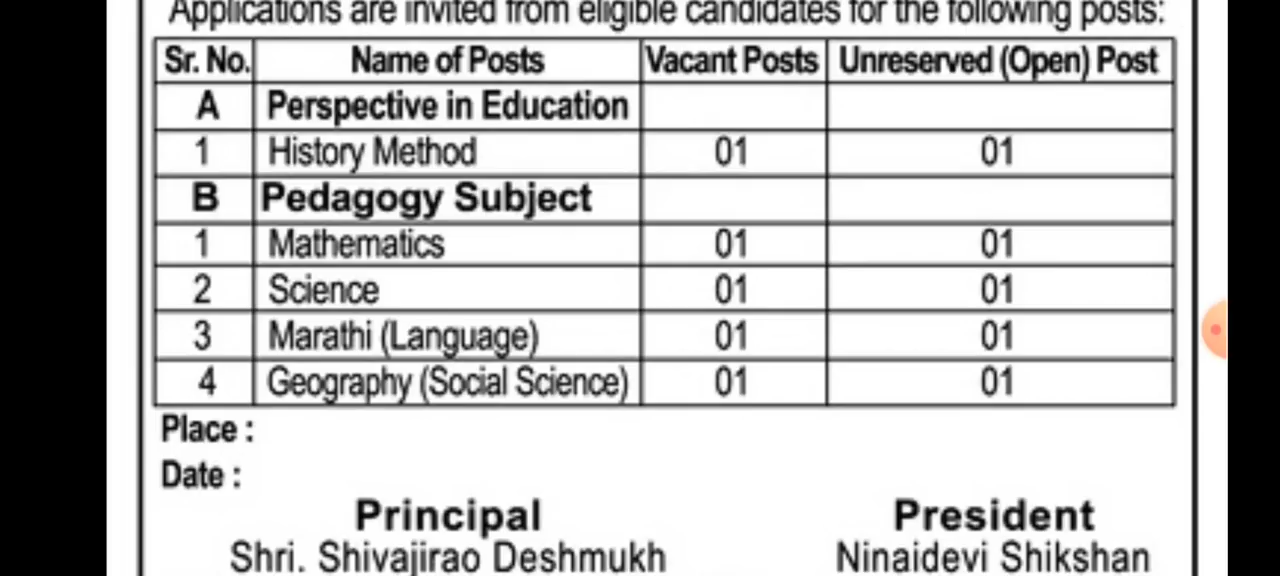 Applications are invited from eligible candidates for the following posts:
Sr. No. Name of Posts Vacant Posts Unreserved (Open) Post
A Perspective in Education
1 History Method 01 01
B Pedagogy Subject
1 Mathematics 01 01
2 Science 01 01
3 Marathi (Language) 01 01
4 Geography (Social Science) 01 01
Place :
Date :
Principal President
Shri. Shivajirao Deshmukh Ninaidevi Shikshan